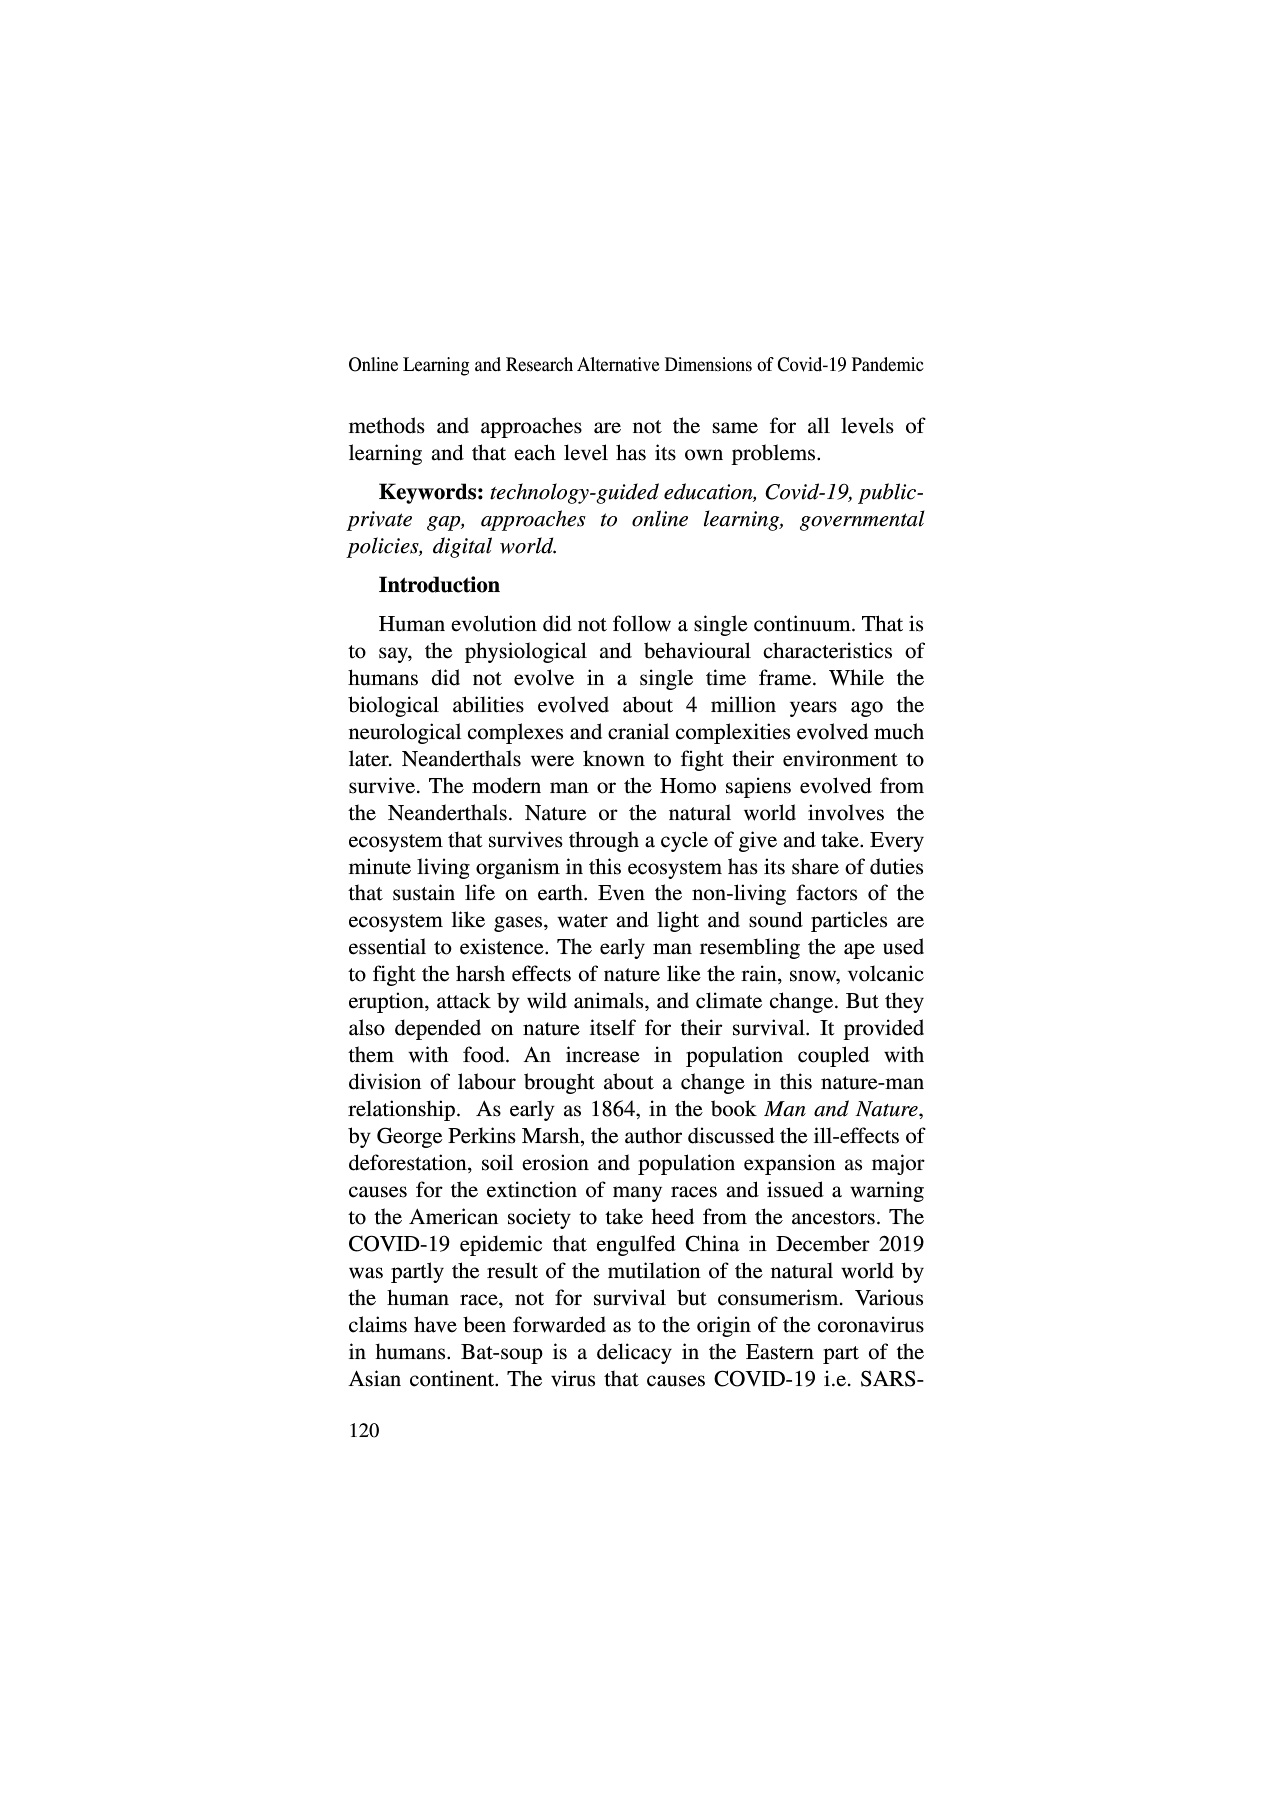 Online Learning and Research Alternative Dimensions of Covid-19 Pandemic
methods and approaches are not the same for all levels of
learning and that each level has its own problems.
Keywords: technology-guided education, Covid-19, public-
private gap, approaches to online learning, governmental
policies, digital world.
Introduction
Human evolution did not follow a single continuum. That is
to say, the physiological and behavioural characteristics of
humans did not evolve in a single time frame. While the
biological abilities evolved about 4 million years ago the
neurological complexes and cranial complexities evolved much
later. Neanderthals were known to fight their environment to
survive. The modern man or the Homo sapiens evolved from
the Neanderthals. Nature or the natural world involves the
ecosystem that survives through a cycle of give and take. Every
minute living organism in this ecosystem has its share of duties
that sustain life on earth. Even the non-living factors of the
ecosystem like gases, water and light and sound particles are
essential to existence. The early man resembling the ape used
to fight the harsh effects of nature like the rain, snow, volcanic
eruption, attack by wild animals, and climate change. But they
also depended on nature itself for their survival. It provided
them with food. An increase in population coupled with
division of labour brought about a change in this nature-man
relationship. As early as 1864, in the book Man and Nature,
by George Perkins Marsh, the author discussed the ill-effects of
deforestation, soil erosion and population expansion as major
causes for the extinction of many races and issued a warning
to the American society to take heed from the ancestors. The
COVID-19 epidemic that engulfed China in December 2019
was partly the result of the mutilation of the natural world by
the human race, not for survival but consumerism. Various
claims have been forwarded as to the origin of the coronavirus
in humans. Bat-soup is a delicacy in the Eastern part of the
Asian continent. The virus that causes COVID-19 i.e. SARS-
120